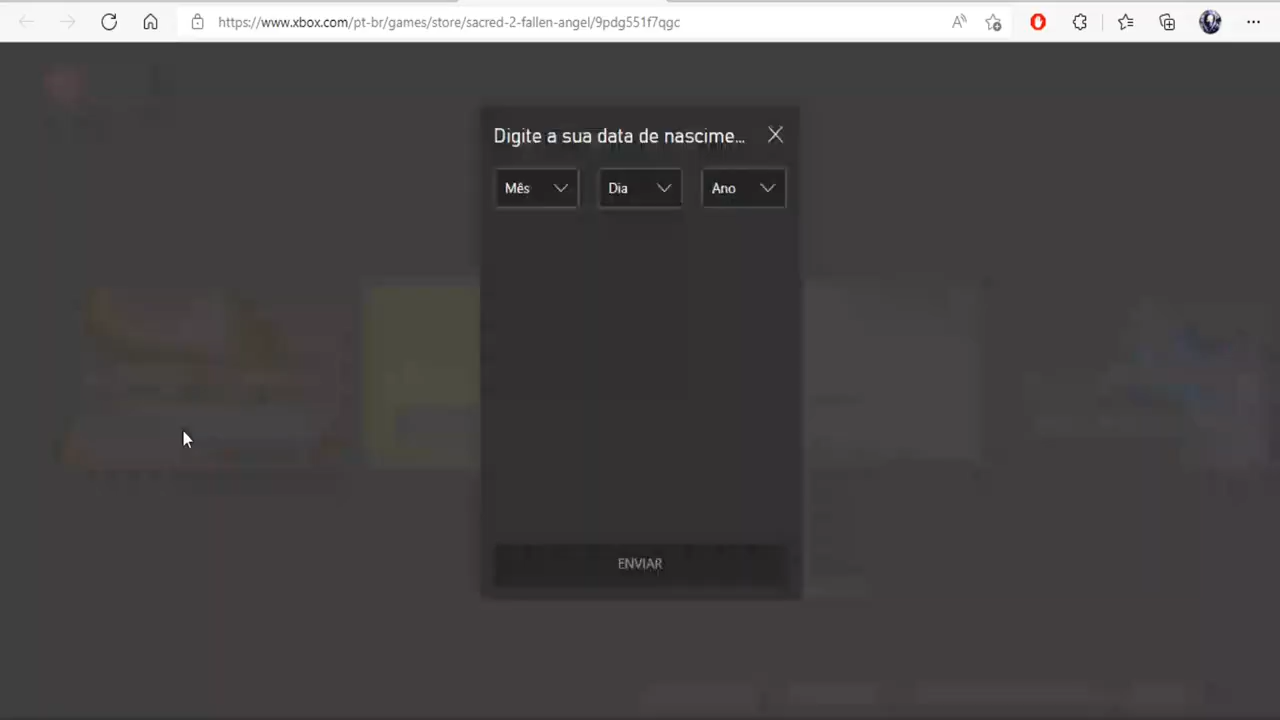 https://www.xbox.com/pt-br/games/store/sacred-2-fallen-angel/9pdg551f7qgc
Digite a sua data de nascime...
Mês
Dia
Ano
ENVIAR